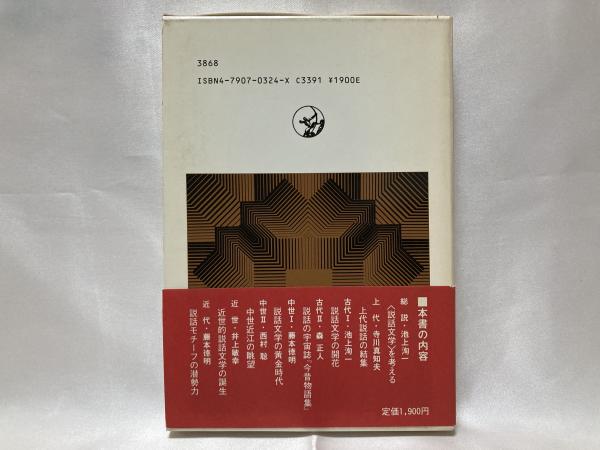 3868
ISBN4-7907-0324-X C3391 ¥1900E
■本書の内容
総説・池上洵一
〈説話文学〉を考える
上代・寺川真知夫
上代説話の結集
古代Ⅰ・池上洵一
説話文学の開花
古代Ⅱ・森正人
説話の宇宙誌『今昔物語集』
中世Ⅰ・藤本徳明
説話文学の黄金時代
中世Ⅱ・西村聡
中世近江の眺望
近世・井上敏幸
近世的説話文学の誕生
近代・藤本徳明
説話モチーフの潜勢力
定価1,900円